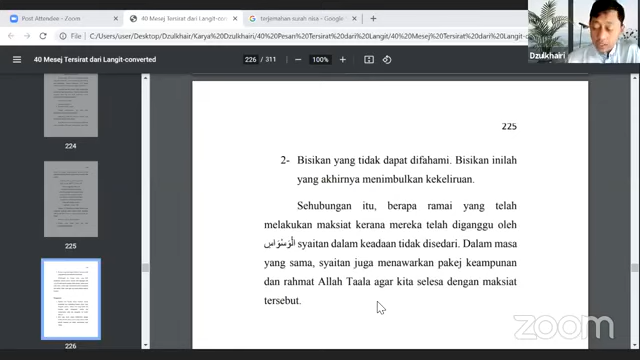 Post Attendee - Zoom
40 Mesej Tersirat dari Langit-con
terjemahan surah nisa - Google
C:/Users/user/Desktop/Dzulkhair/Karya%20Dzulkhairi/40%20Pesan%20Tersirat%20dari%20Langit/40%20Mesej%20Tersirat%20dari%20Langit-conver
Dzulkhairi
40 Mesej Tersirat dari Langit-converted
226 / 311
100%
224
225
226
225
2- Bisikan yang tidak dapat difahami. Bisikan inilah
yang akhirnya menimbulkan kekeliruan.
Sehubungan itu, berapa ramai yang telah
melakukan maksiat kerana mereka telah diganggu oleh
الْوَسْوَاسِ syaitan dalam keadaan tidak disedari. Dalam masa
yang sama, syaitan juga menawarkan pakej keampunan
dan rahmat Allah Taala agar kita selesa dengan maksiat
tersebut.
zoom